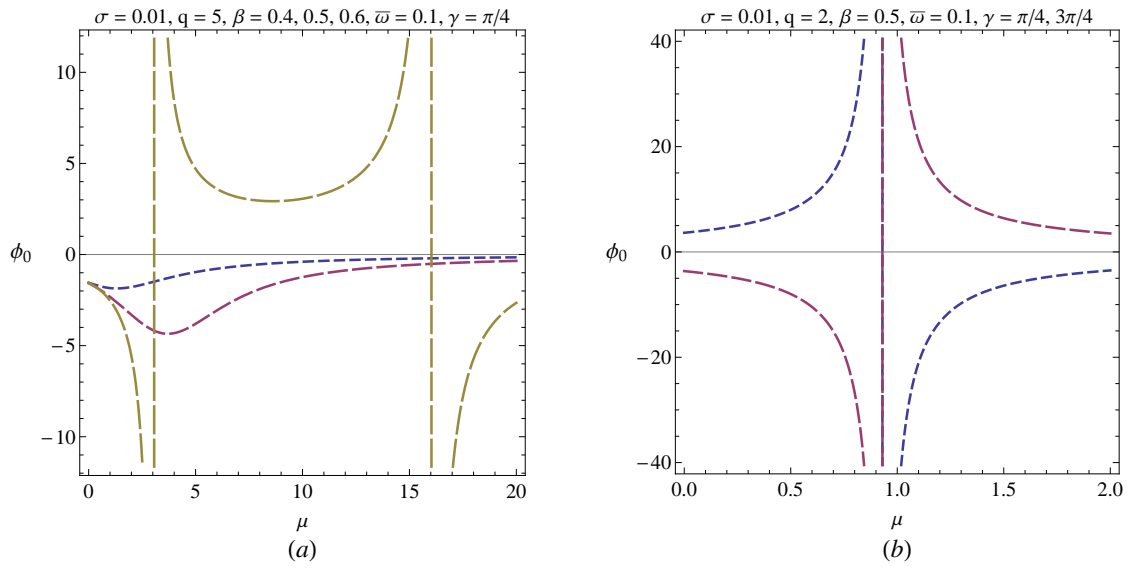 σ = 0.01, q = 5, β = 0.4, 0.5, 0.6, ϖ = 0.1, γ = π/4
10
5
0
−5
−10
ϕ₀
0 5 10 15 20
μ
(a)
σ = 0.01, q = 2, β = 0.5, ϖ = 0.1, γ = π/4, 3π/4
40
20
0
−20
−40
ϕ₀
0.0 0.5 1.0 1.5 2.0
μ
(b)